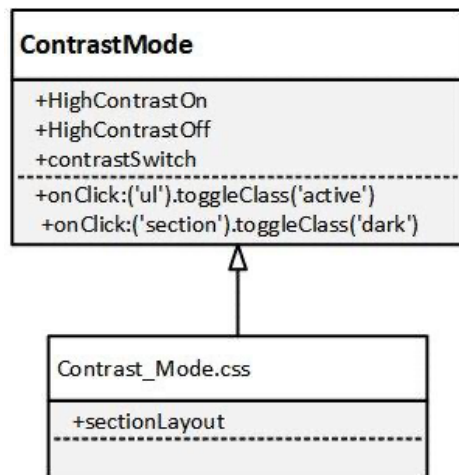 ContrastMode
+HighContrastOn
+HighContrastOff
+contrastSwitch
+onClick:('ul').toggleClass('active')
+onClick:('section').toggleClass('dark')
Contrast_Mode.css
+sectionLayout